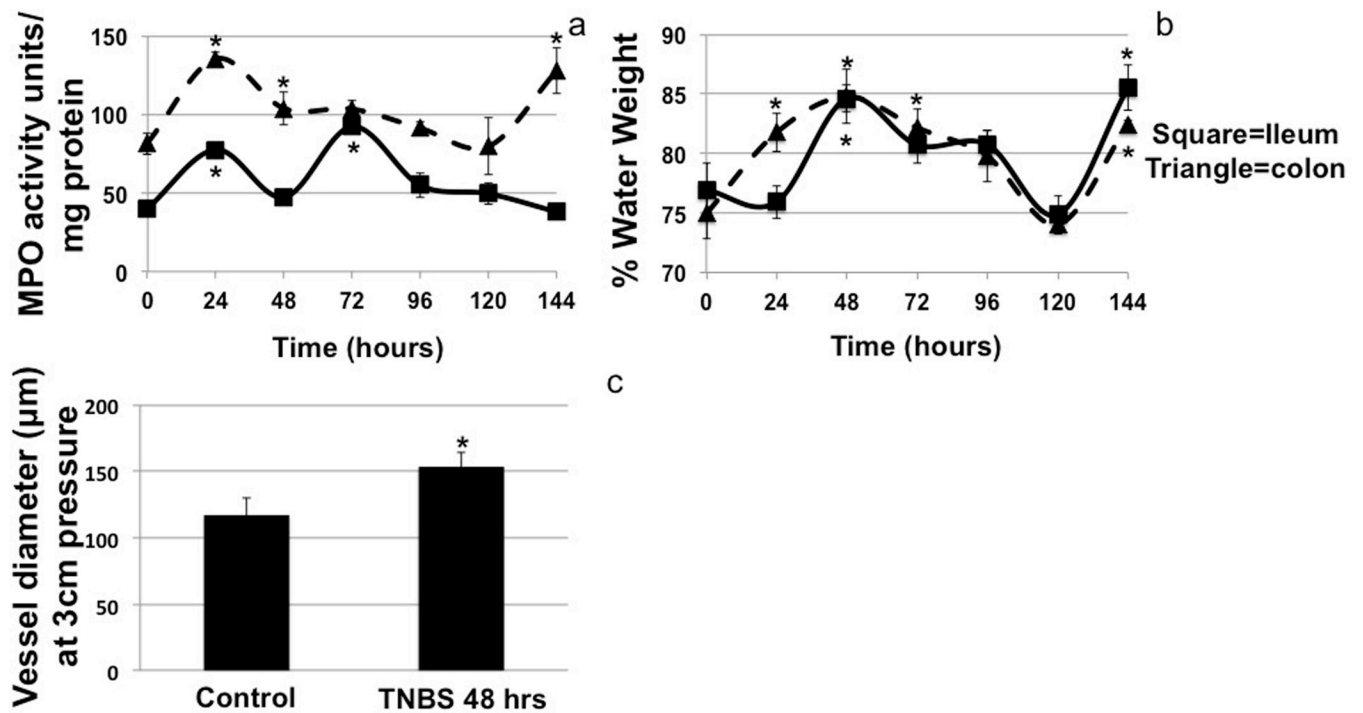 a
MPO activity units/
mg protein
150
100
50
0
* * * * *
0 24 48 72 96 120 144
Time (hours)
b
% Water Weight
90
85
80
75
70
* * * * * *
0 24 48 72 96 120 144
Time (hours)
Square=Ileum
Triangle=colon
c
Vessel diameter (μm)
at 3cm pressure
200
150
100
50
0
*
Control TNBS 48 hrs